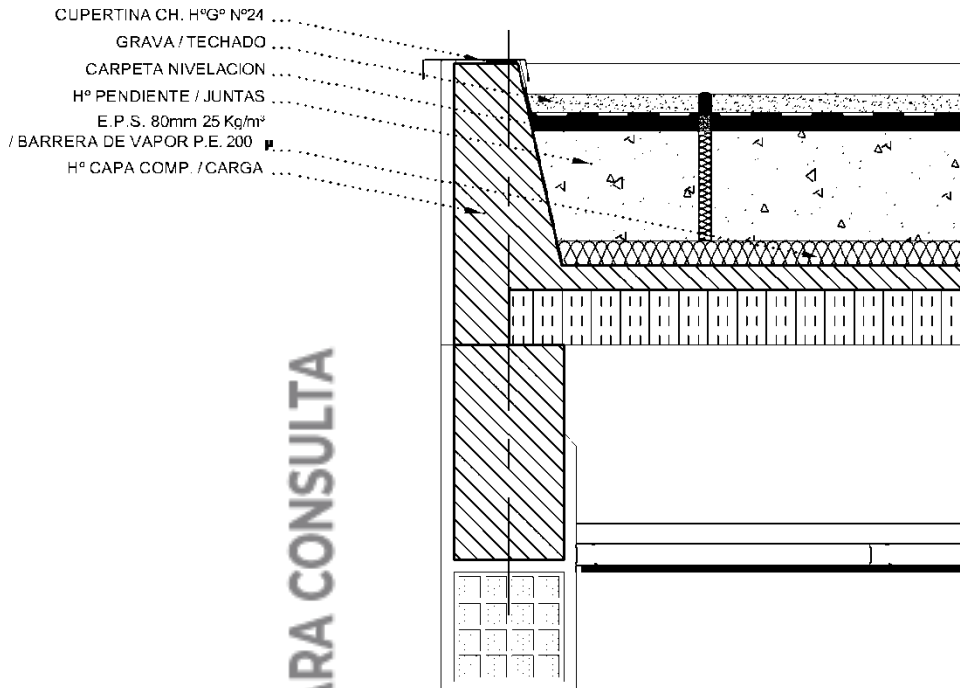 CUPERTINA CH. HºGº Nº24
GRAVA / TECHADO
CARPETA NIVELACION
Hº PENDIENTE / JUNTAS
E.P.S. 80mm 25 Kg/m³
/ BARRERA DE VAPOR P.E. 200 µ
Hº CAPA COMP. / CARGA
ARA CONSULTA